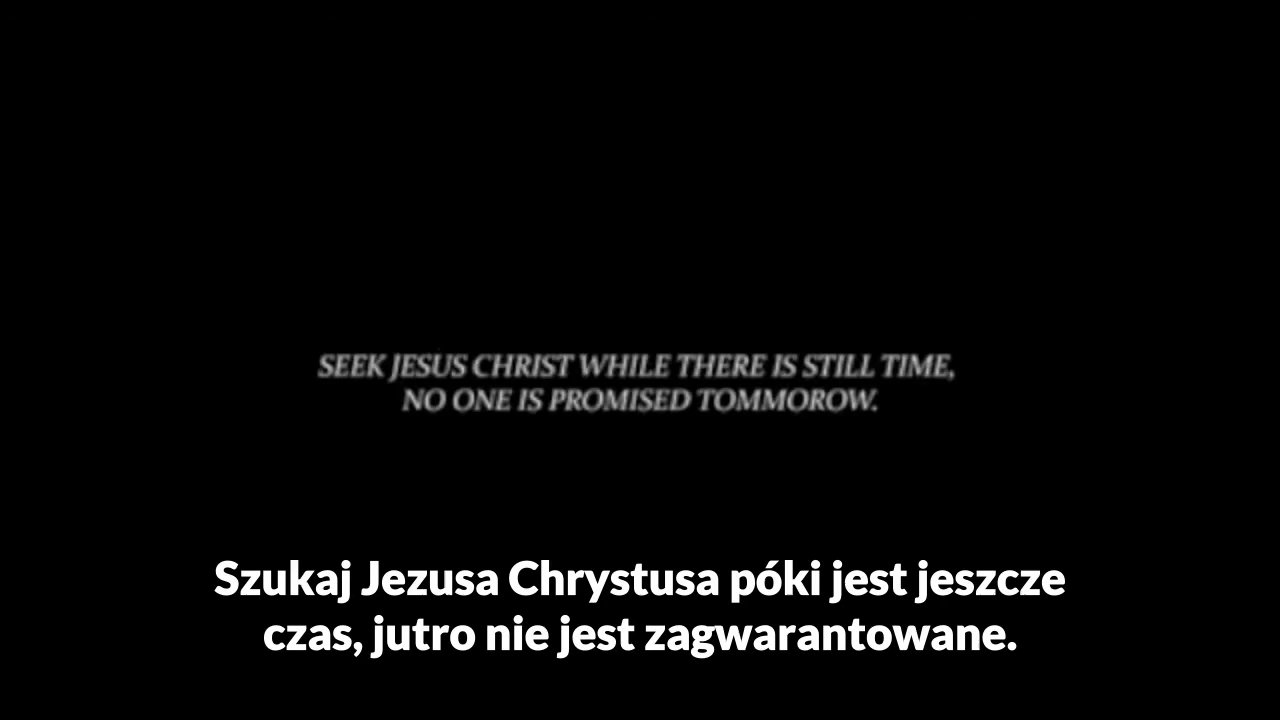 SEEK JESUS CHRIST WHILE THERE IS STILL TIME,
NO ONE IS PROMISED TOMMOROW.
Szukaj Jezusa Chrystusa póki jest jeszcze
czas, jutro nie jest zagwarantowane.